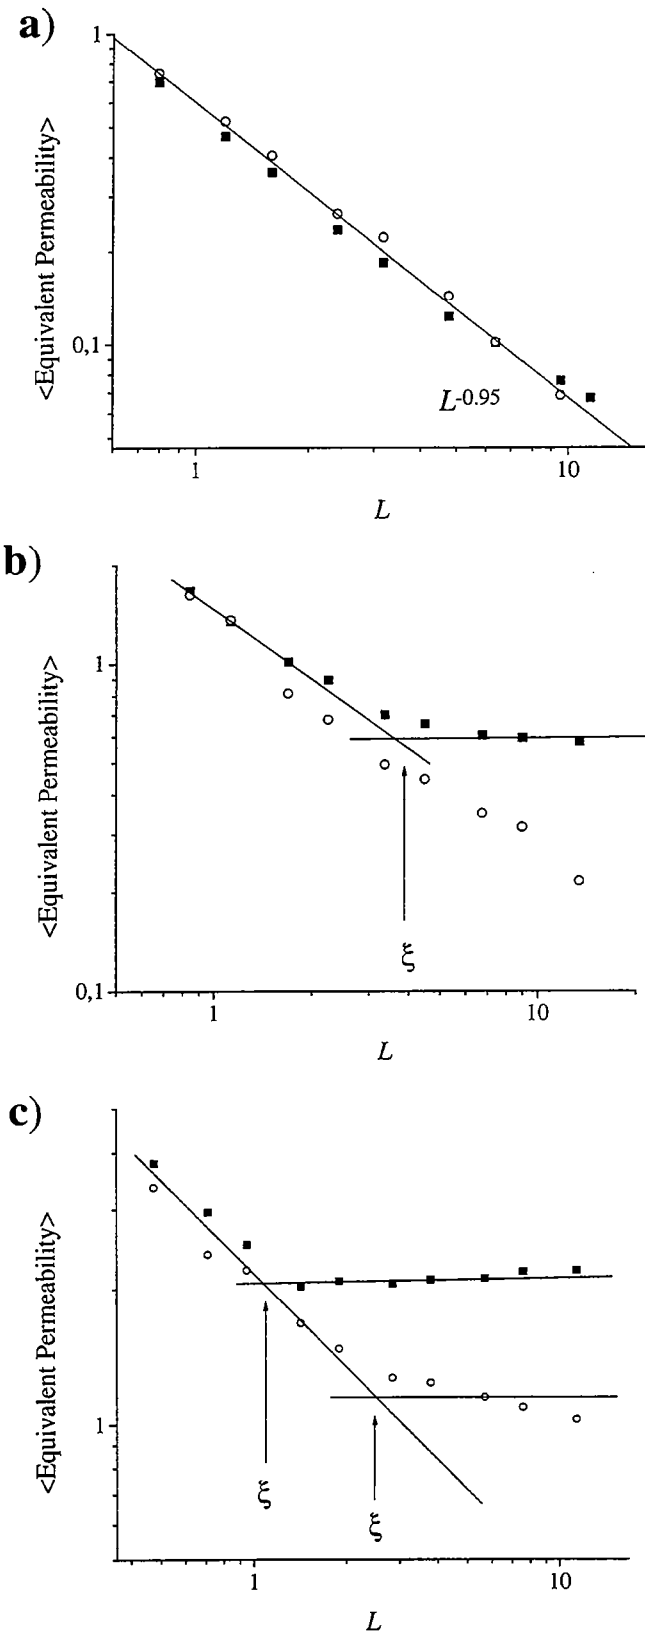 a)
1
<Equivalent Permeability>
0,1
L-0.95
1
10
L
b)
1
<Equivalent Permeability>
ξ
0,1
1
10
L
c)
<Equivalent Permeability>
1
ξ
ξ
1
10
L